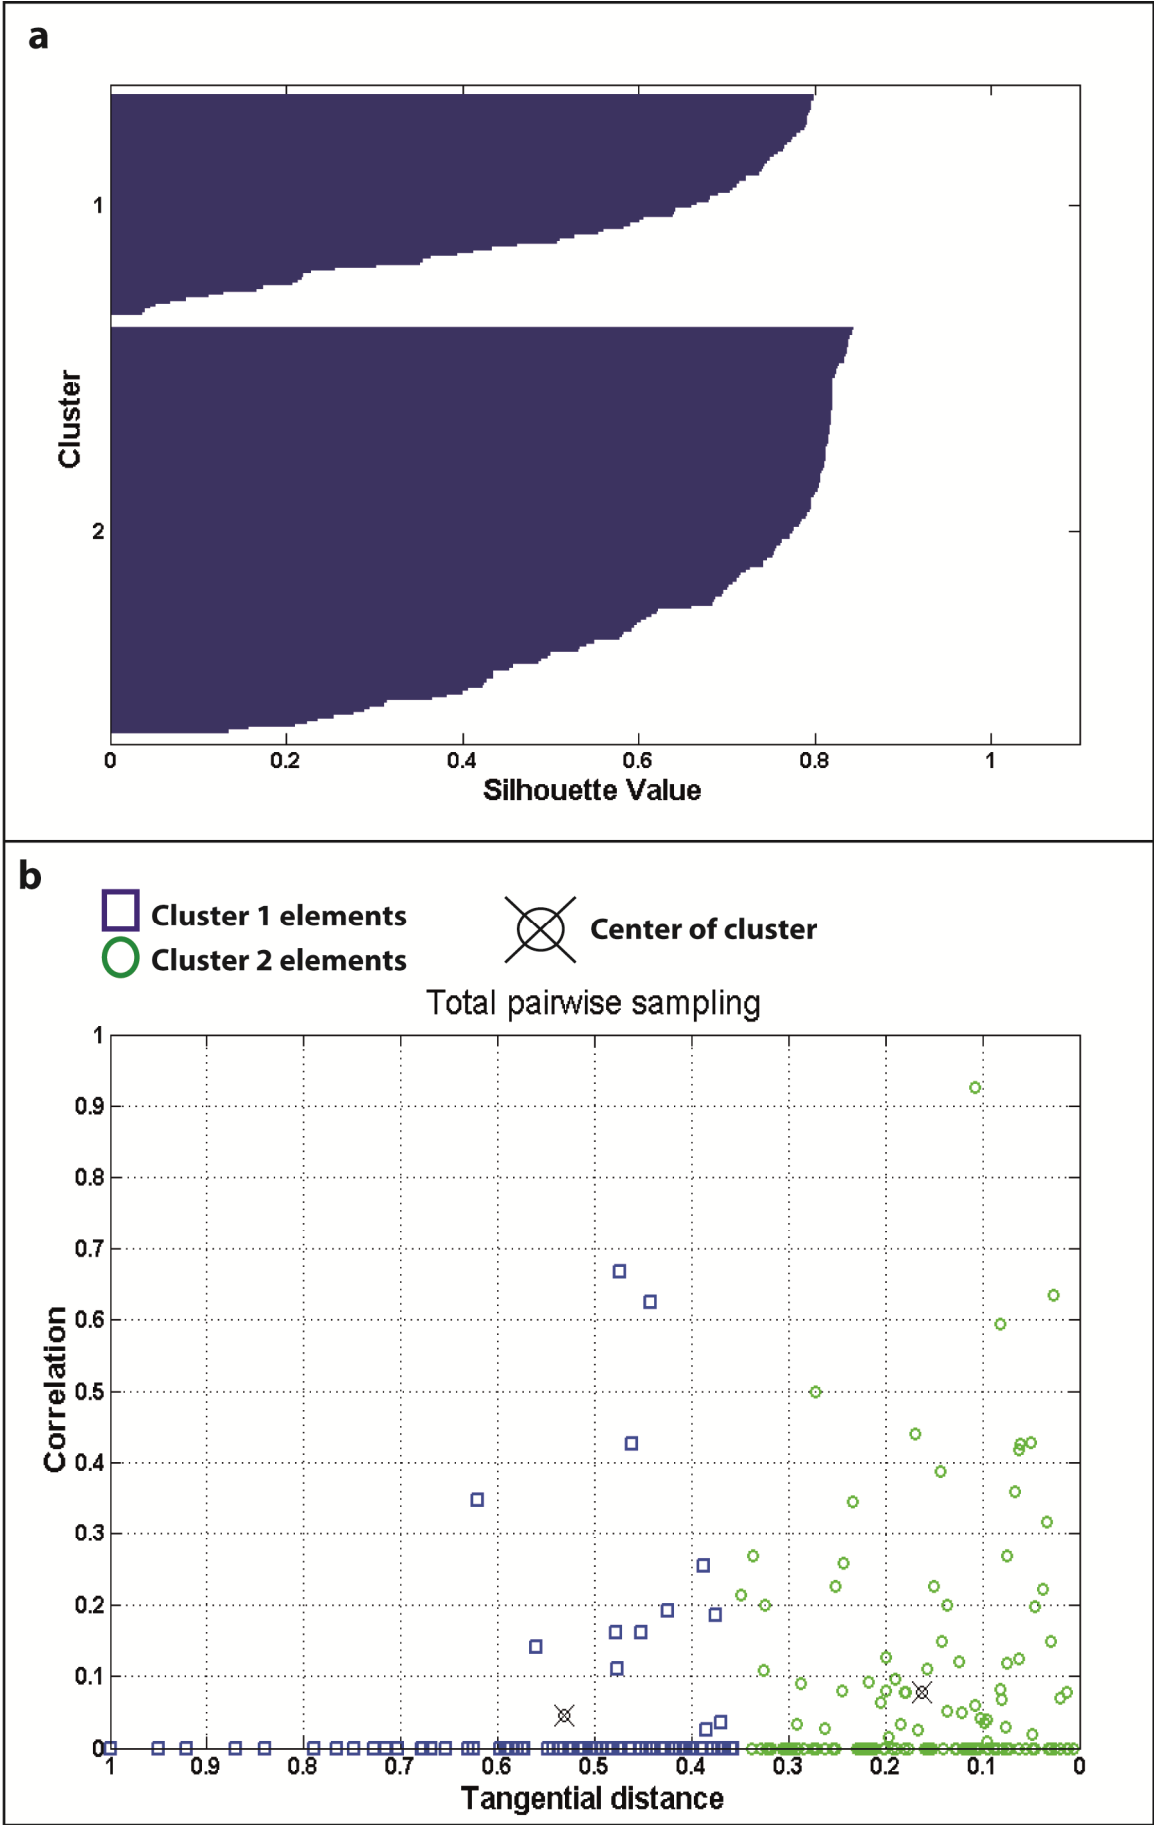 a
1
2
Cluster
0 0.2 0.4 0.6 0.8 1
Silhouette Value
b
Cluster 1 elements
Cluster 2 elements
Center of cluster
Total pairwise sampling
1
0.9
0.8
0.7
0.6
0.5
0.4
0.3
0.2
0.1
0
Correlation
1 0.9 0.8 0.7 0.6 0.5 0.4 0.3 0.2 0.1 0
Tangential distance